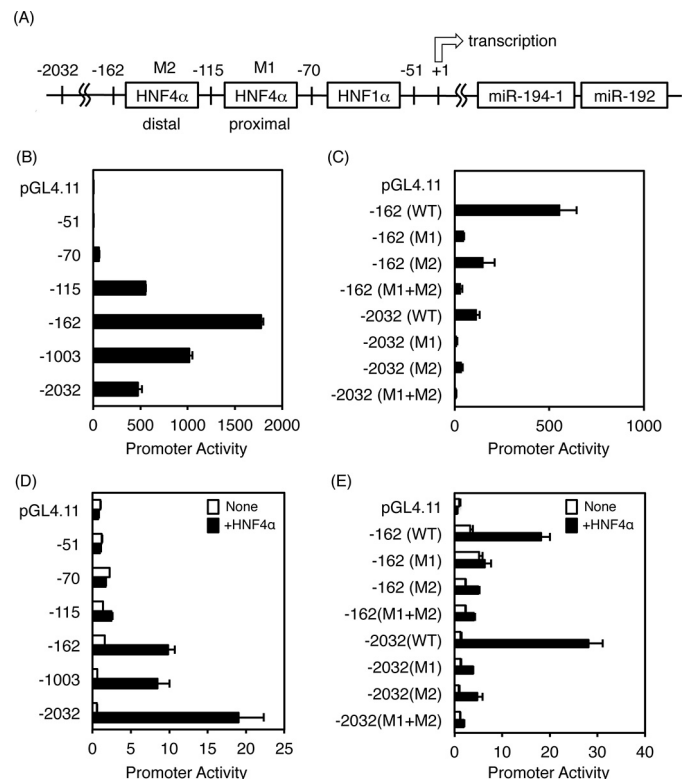 (A)
transcription
-2032 -162 M2 -115 M1 -70 -51 +1
HNF4α HNF4α HNF1α miR-194-1 miR-192
distal proximal
(B)
pGL4.11
-51
-70
-115
-162
-1003
-2032
0 500 1000 1500 2000
Promoter Activity
(C)
pGL4.11
-162 (WT)
-162 (M1)
-162 (M2)
-162 (M1+M2)
-2032 (WT)
-2032 (M1)
-2032 (M2)
-2032 (M1+M2)
0 500 1000
Promoter Activity
(D)
None
+HNF4α
pGL4.11
-51
-70
-115
-162
-1003
-2032
0 5 10 15 20 25
Promoter Activity
(E)
None
+HNF4α
pGL4.11
-162 (WT)
-162 (M1)
-162 (M2)
-162(M1+M2)
-2032(WT)
-2032(M1)
-2032(M2)
-2032(M1+M2)
0 10 20 30 40
Promoter Activity